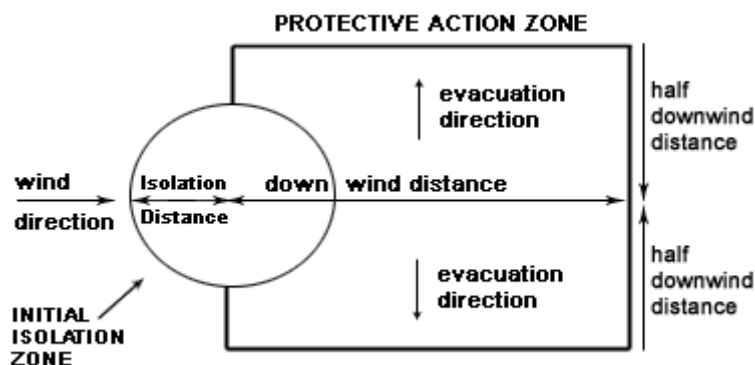 PROTECTIVE ACTION ZONE
evacuation
direction
half
downwind
distance
wind
direction
Isolation
Distance
down wind distance
evacuation
direction
half
downwind
distance
INITIAL
ISOLATION
ZONE